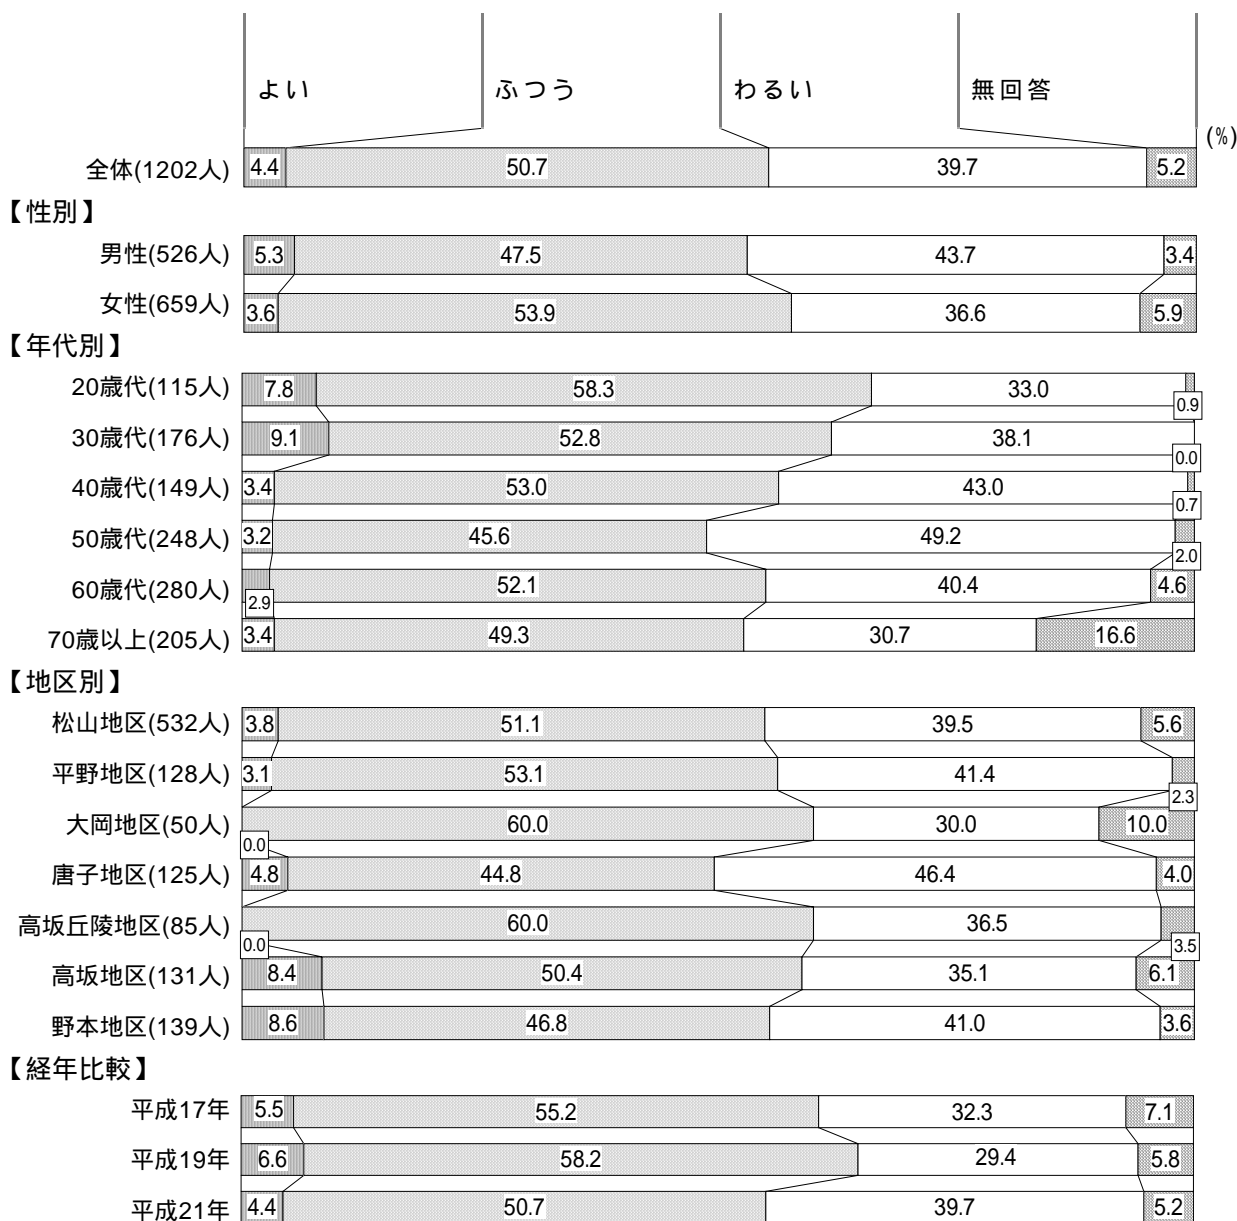 よい ふつう わるい 無回答
(%)
全体(1202人) 4.4 50.7 39.7 5.2
【性別】
男性(526人) 5.3 47.5 43.7 3.4
女性(659人) 3.6 53.9 36.6 5.9
【年代別】
20歳代(115人) 7.8 58.3 33.0 0.9
30歳代(176人) 9.1 52.8 38.1 0.0
40歳代(149人) 3.4 53.0 43.0 0.7
50歳代(248人) 3.2 45.6 49.2 2.0
60歳代(280人) 2.9 52.1 40.4 4.6
70歳以上(205人) 3.4 49.3 30.7 16.6
【地区別】
松山地区(532人) 3.8 51.1 39.5 5.6
平野地区(128人) 3.1 53.1 41.4 2.3
大岡地区(50人) 0.0 60.0 30.0 10.0
唐子地区(125人) 4.8 44.8 46.4 4.0
高坂丘陵地区(85人) 0.0 60.0 36.5 3.5
高坂地区(131人) 8.4 50.4 35.1 6.1
野本地区(139人) 8.6 46.8 41.0 3.6
【経年比較】
平成17年 5.5 55.2 32.3 7.1
平成19年 6.6 58.2 29.4 5.8
平成21年 4.4 50.7 39.7 5.2